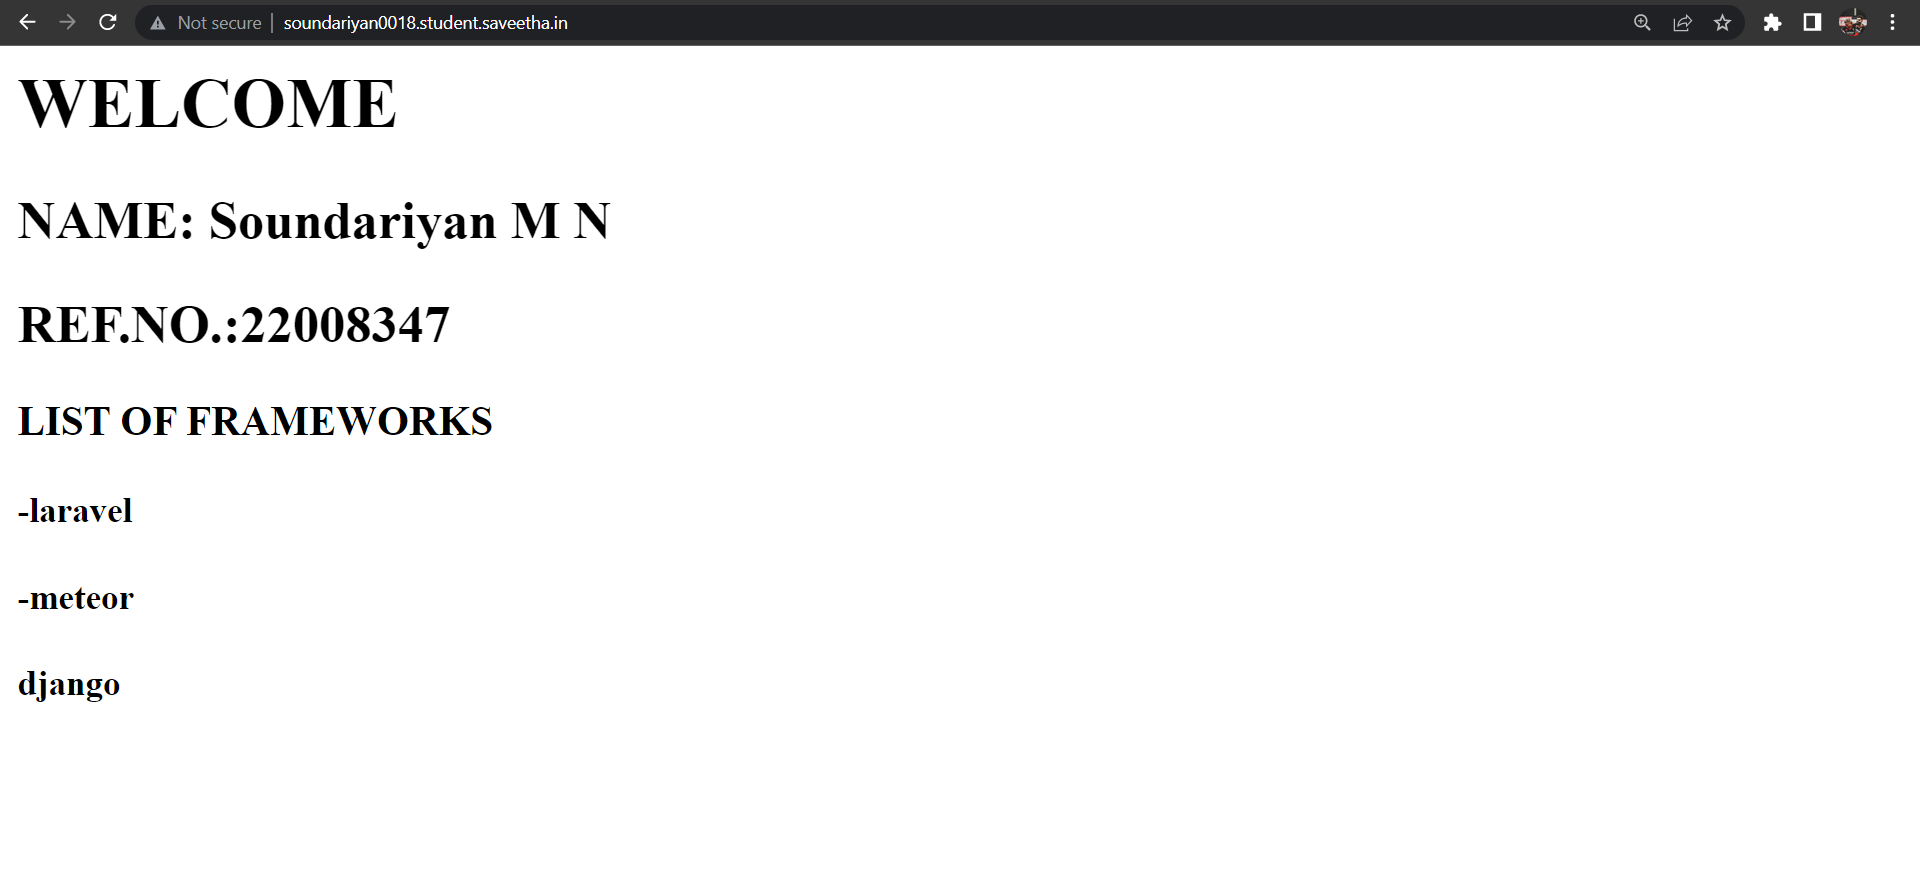 Not secure | soundariyan0018.student.saveetha.in
WELCOME
NAME: Soundariyan M N
REF.NO.:22008347
LIST OF FRAMEWORKS
-laravel
-meteor
django